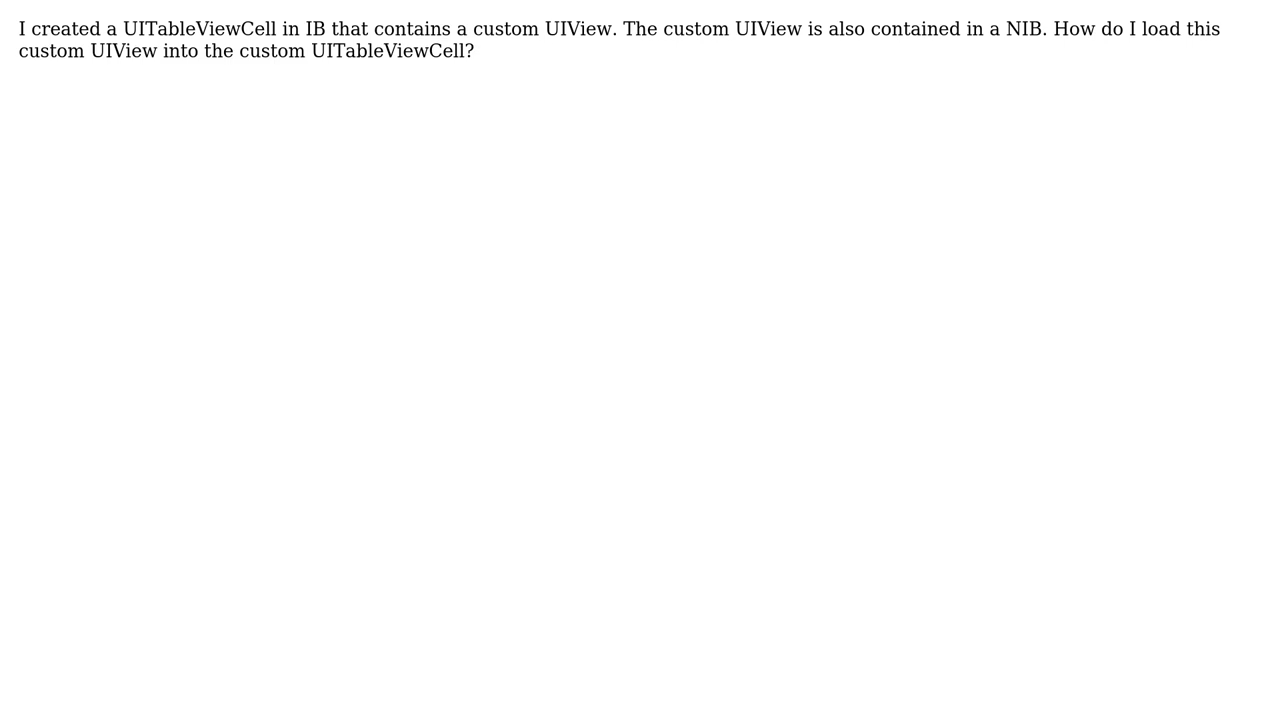 I created a UITableViewCell in IB that contains a custom UIView. The custom UIView is also contained in a NIB. How do I load this
custom UIView into the custom UITableViewCell?